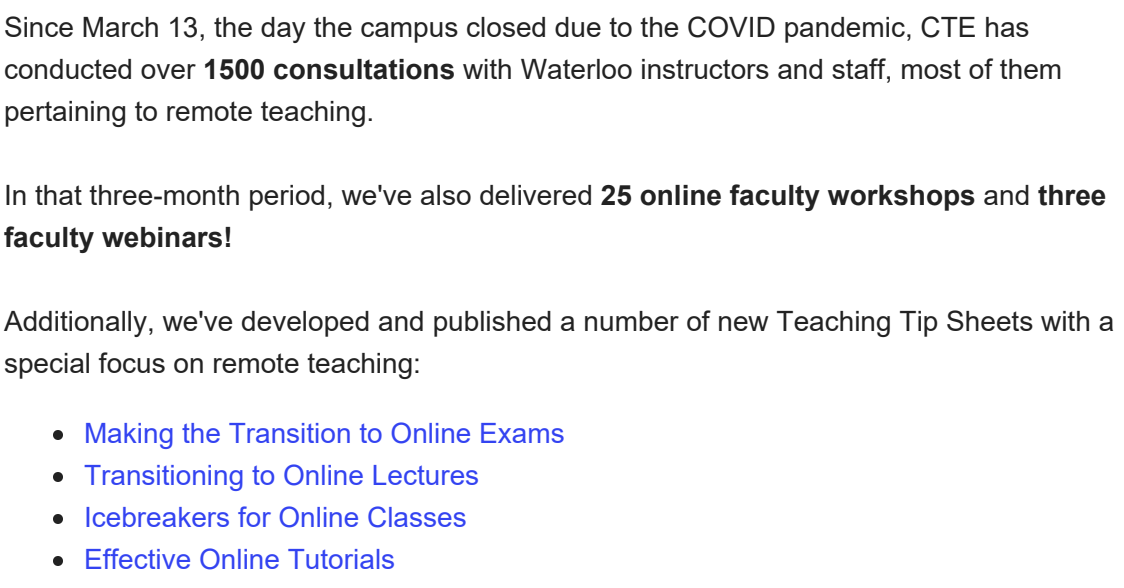 Since March 13, the day the campus closed due to the COVID pandemic, CTE has
conducted over 1500 consultations with Waterloo instructors and staff, most of them
pertaining to remote teaching.
In that three-month period, we've also delivered 25 online faculty workshops and three
faculty webinars!
Additionally, we've developed and published a number of new Teaching Tip Sheets with a
special focus on remote teaching:
• Making the Transition to Online Exams
• Transitioning to Online Lectures
• Icebreakers for Online Classes
• Effective Online Tutorials